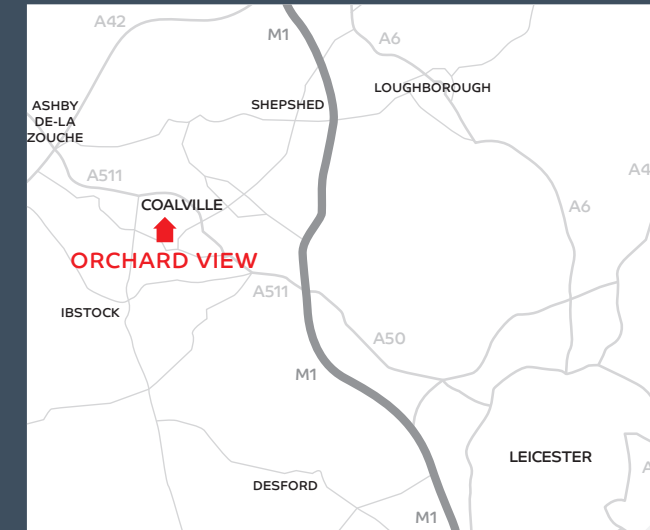 A42
M1
A6
LOUGHBOROUGH
SHEPSHED
ASHBY
DE-LA
ZOUCHE
A511
COALVILLE
A4
A6
ORCHARD VIEW
A511
IBSTOCK
A50
M1
LEICESTER
DESFORD
M1